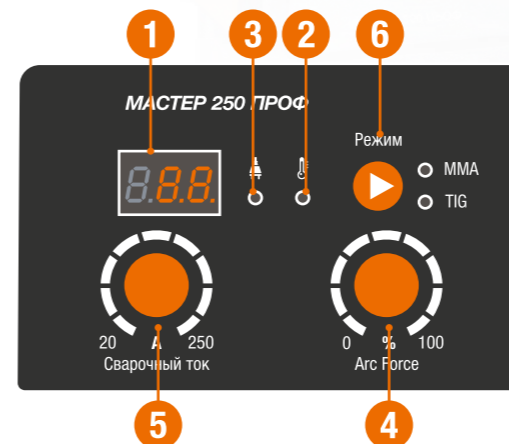 1 3 2 6
МАСТЕР 250 ПРОФ
Режим
8.8.8.
MMA
TIG
20 A 250
Сварочный ток
0 % 100
Arc Force
5 4